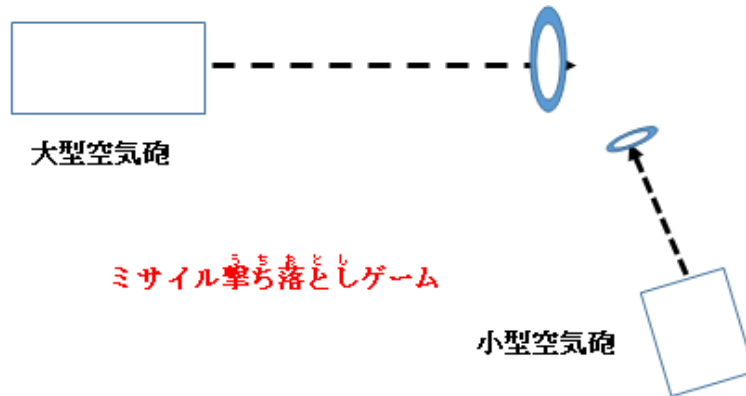 大型空気砲
うちおとし
ミサイル撃ち落としゲーム
小型空気砲